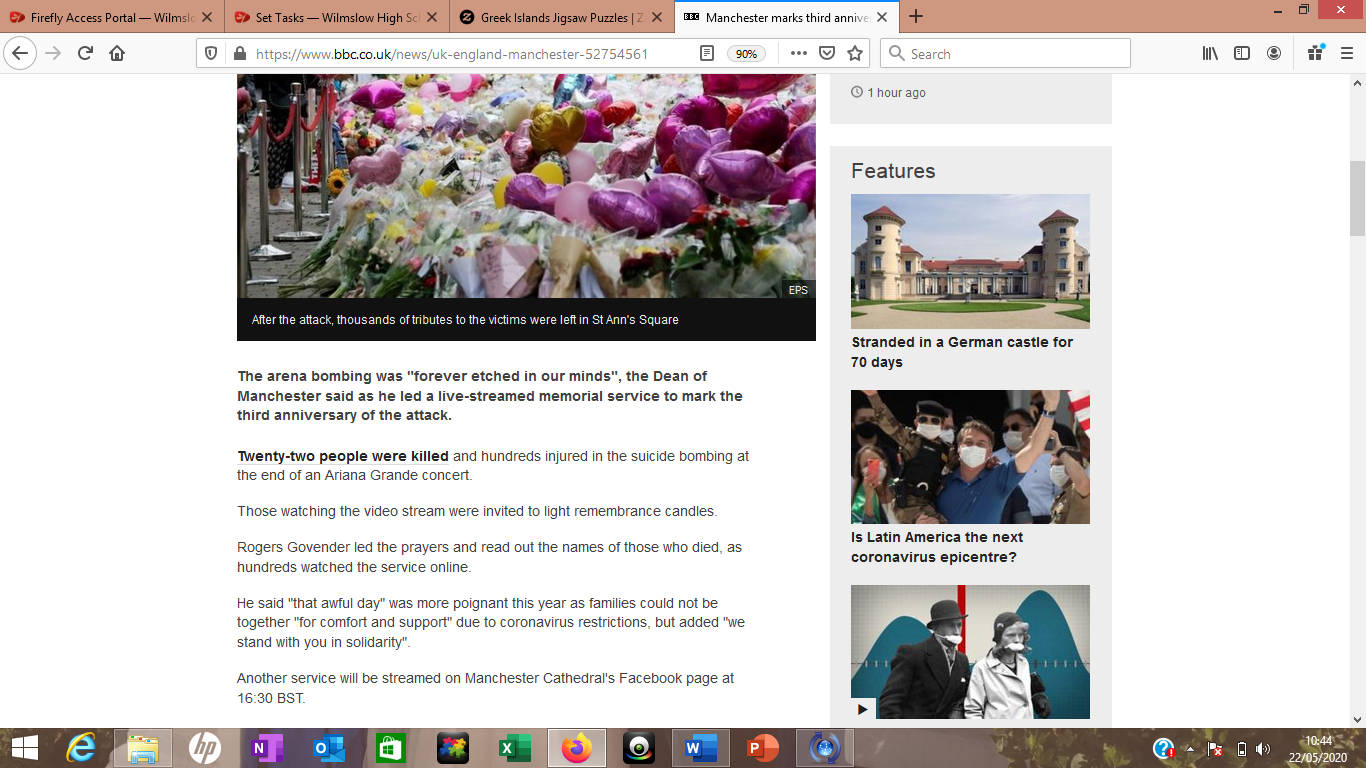 Firefly Access Portal — Wilmslo
Set Tasks — Wilmslow High Sch
Greek Islands Jigsaw Puzzles | Z
BBC
Manchester marks third annive
https://www.bbc.co.uk/news/uk-england-manchester-52754561
90%
Search
EPS
After the attack, thousands of tributes to the victims were left in St Ann's Square
The arena bombing was "forever etched in our minds", the Dean of
Manchester said as he led a live-streamed memorial service to mark the
third anniversary of the attack.
Twenty-two people were killed and hundreds injured in the suicide bombing at
the end of an Ariana Grande concert.
Those watching the video stream were invited to light remembrance candles.
Rogers Govender led the prayers and read out the names of those who died, as
hundreds watched the service online.
He said "that awful day" was more poignant this year as families could not be
together "for comfort and support" due to coronavirus restrictions, but added "we
stand with you in solidarity".
Another service will be streamed on Manchester Cathedral's Facebook page at
16:30 BST.
1 hour ago
Features
Stranded in a German castle for
70 days
Is Latin America the next
coronavirus epicentre?
10:44
22/05/2020